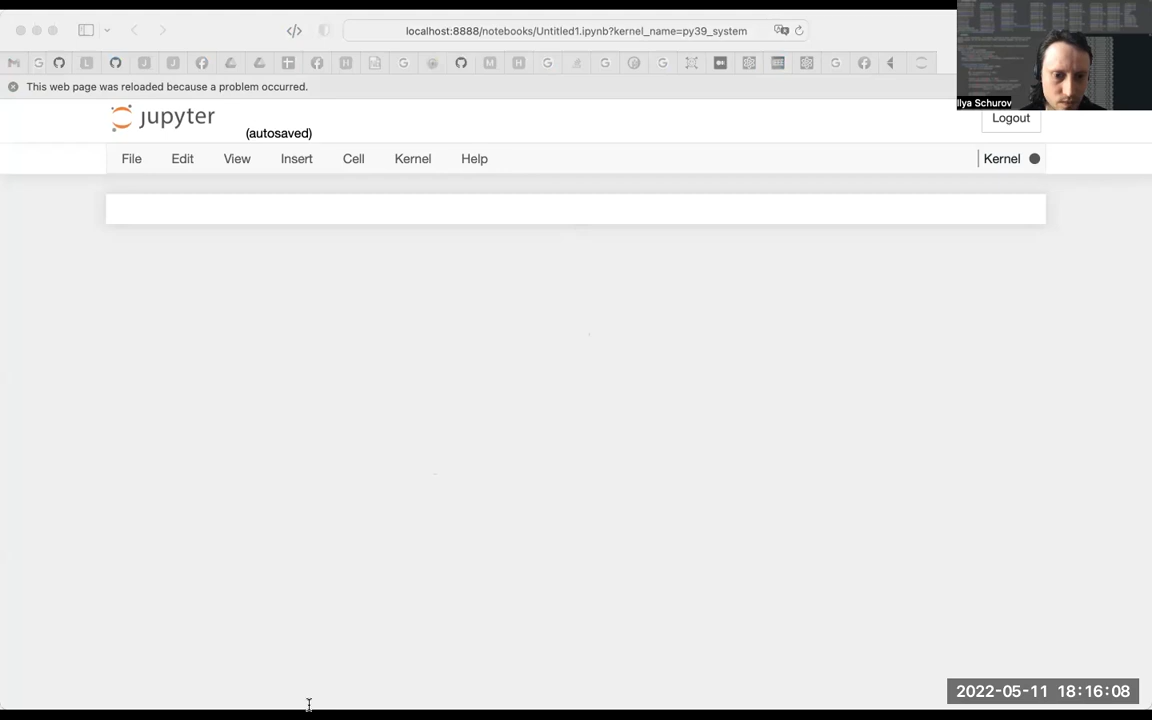 localhost:8888/notebooks/Untitled1.ipynb?kernel_name=py39_system
This web page was reloaded because a problem occurred.
Ilya Schurov
jupyter
(autosaved)
Logout
File Edit View Insert Cell Kernel Help
Kernel
2022-05-11 18:16:08